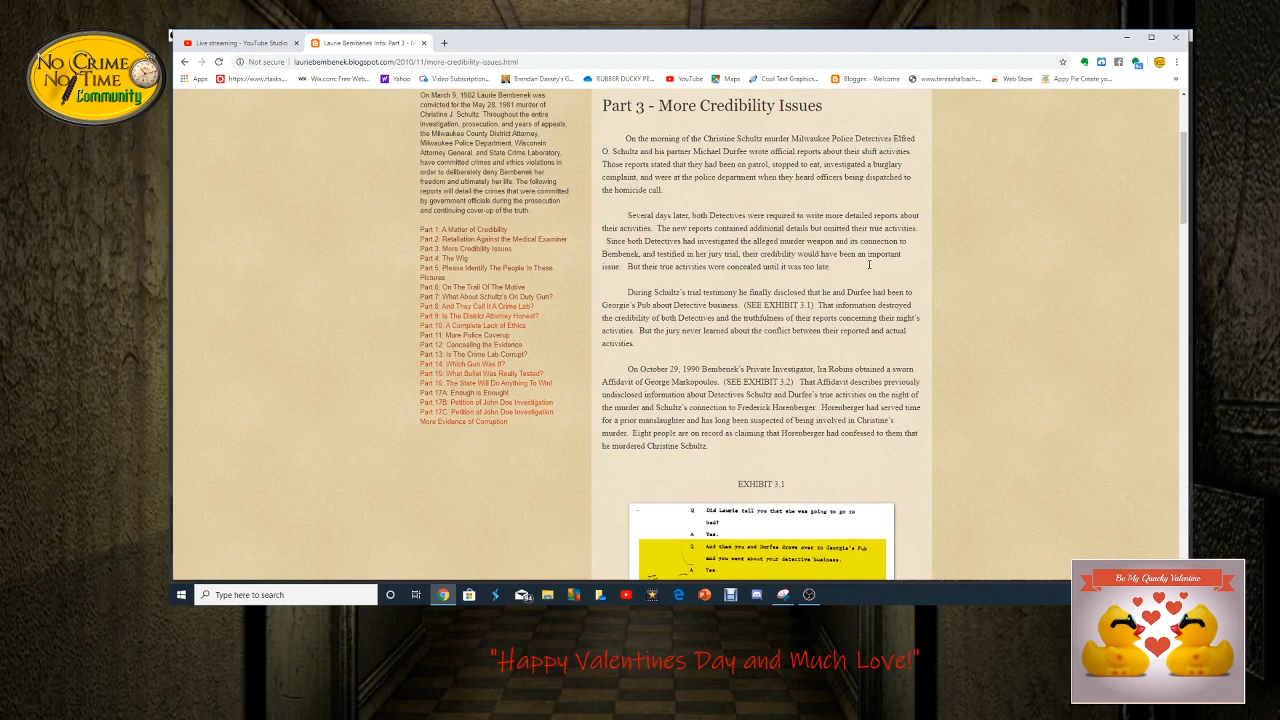 NO CRIME
NO TIME
Community
Live streaming - YouTube Studio
Laurie Bembenek Info: Part 3 - M
Not secure
lauriebembenek.blogspot.com/2010/11/more-credibility-issues.html
Apps
https://www.rtasks...
Wix.com: Free Web...
Yahoo
Video Subscription...
Brendan Dassey's G...
RUBBER DUCKY PE...
YouTube
Maps
Cool Text Graphics...
Blogger: - Welcome
www.teresahalbach...
Web Store
Appy Pie Create yo...
On March 9, 1982 Laurie Bembenek was
convicted for the May 28, 1981 murder of
Christine J. Schultz. Throughout the entire
investigation, prosecution, and years of appeals,
the Milwaukee County District Attorney,
Milwaukee Police Department, Wisconsin
Attorney General, and State Crime Laboratory,
have committed crimes and ethics violations in
order to deliberately deny Bembenek her
freedom and ultimately her life. The following
reports will detail the crimes that were committed
by government officials during the prosecution
and continuing cover-up of the truth.
Part 1: A Matter of Credibility
Part 2: Retaliation Against the Medical Examiner
Part 3: More Credibility Issues
Part 4: The Wig
Part 5: Please Identify The People In These
Pictures
Part 6: On The Trail Of The Motive
Part 7: What About Schultz's On Duty Gun?
Part 8: And They Call It A Crime Lab?
Part 9: Is The District Attorney Honest?
Part 10: A Complete Lack of Ethics
Part 11: More Police Coverup
Part 12: Concealing the Evidence
Part 13: Is The Crime Lab Corrupt?
Part 14: Which Gun Was It?
Part 15: What Bullet Was Really Tested?
Part 16: The State Will Do Anything To Win!
Part 17A: Enough is Enough!
Part 17B: Petition of John Doe Investigation
Part 17C: Petition of John Doe Investigation
More Evidence of Corruption
Part 3 - More Credibility Issues
On the morning of the Christine Schultz murder Milwaukee Police Detectives Elfred
O. Schultz and his partner Michael Durfee wrote official reports about their shift activities.
Those reports stated that they had been on patrol, stopped to eat, investigated a burglary
complaint, and were at the police department when they heard officers being dispatched to
the homicide call.
Several days later, both Detectives were required to write more detailed reports about
their activities. The new reports contained additional details but omitted their true activities.
Since both Detectives had investigated the alleged murder weapon and its connection to
Bembenek, and testified in her jury trial, their credibility would have been an important
issue. But their true activities were concealed until it was too late.
During Schultz's trial testimony he finally disclosed that he and Durfee had been to
Georgie's Pub about Detective business. (SEE EXHIBIT 3.1) That information destroyed
the credibility of both Detectives and the truthfulness of their reports concerning their night's
activities. But the jury never learned about the conflict between their reported and actual
activities.
On October 29, 1990 Bembenek's Private Investigator, Ira Robins obtained a sworn
Affidavit of George Markopoulos. (SEE EXHIBIT 3.2) That Affidavit describes previously
undisclosed information about Detectives Schultz and Durfee's true activities on the night of
the murder and Schultz's connection to Frederick Horenberger. Horenberger had served time
for a prior manslaughter and has long been suspected of being involved in Christine's
murder. Eight people are on record as claiming that Horenberger had confessed to them that
he murdered Christine Schultz.
EXHIBIT 3.1
Q Did Laurie tell you that she was going to go to
bed?
A Yes.
Q And then you and Durfee drove over to Georgie's Pub
and you went about your detective business.
A Yes.
Type here to search
Be My Quacky Valentine
"Happy Valentines Day and Much Love!"